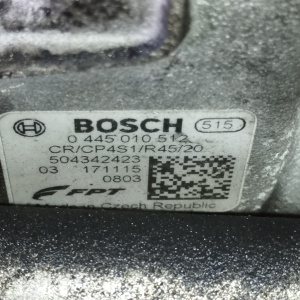 BOSCH 515
0 445 010 512
CR/CP4S1/R45/20
504342423
03 171115
0803
FPT
Czech Republic